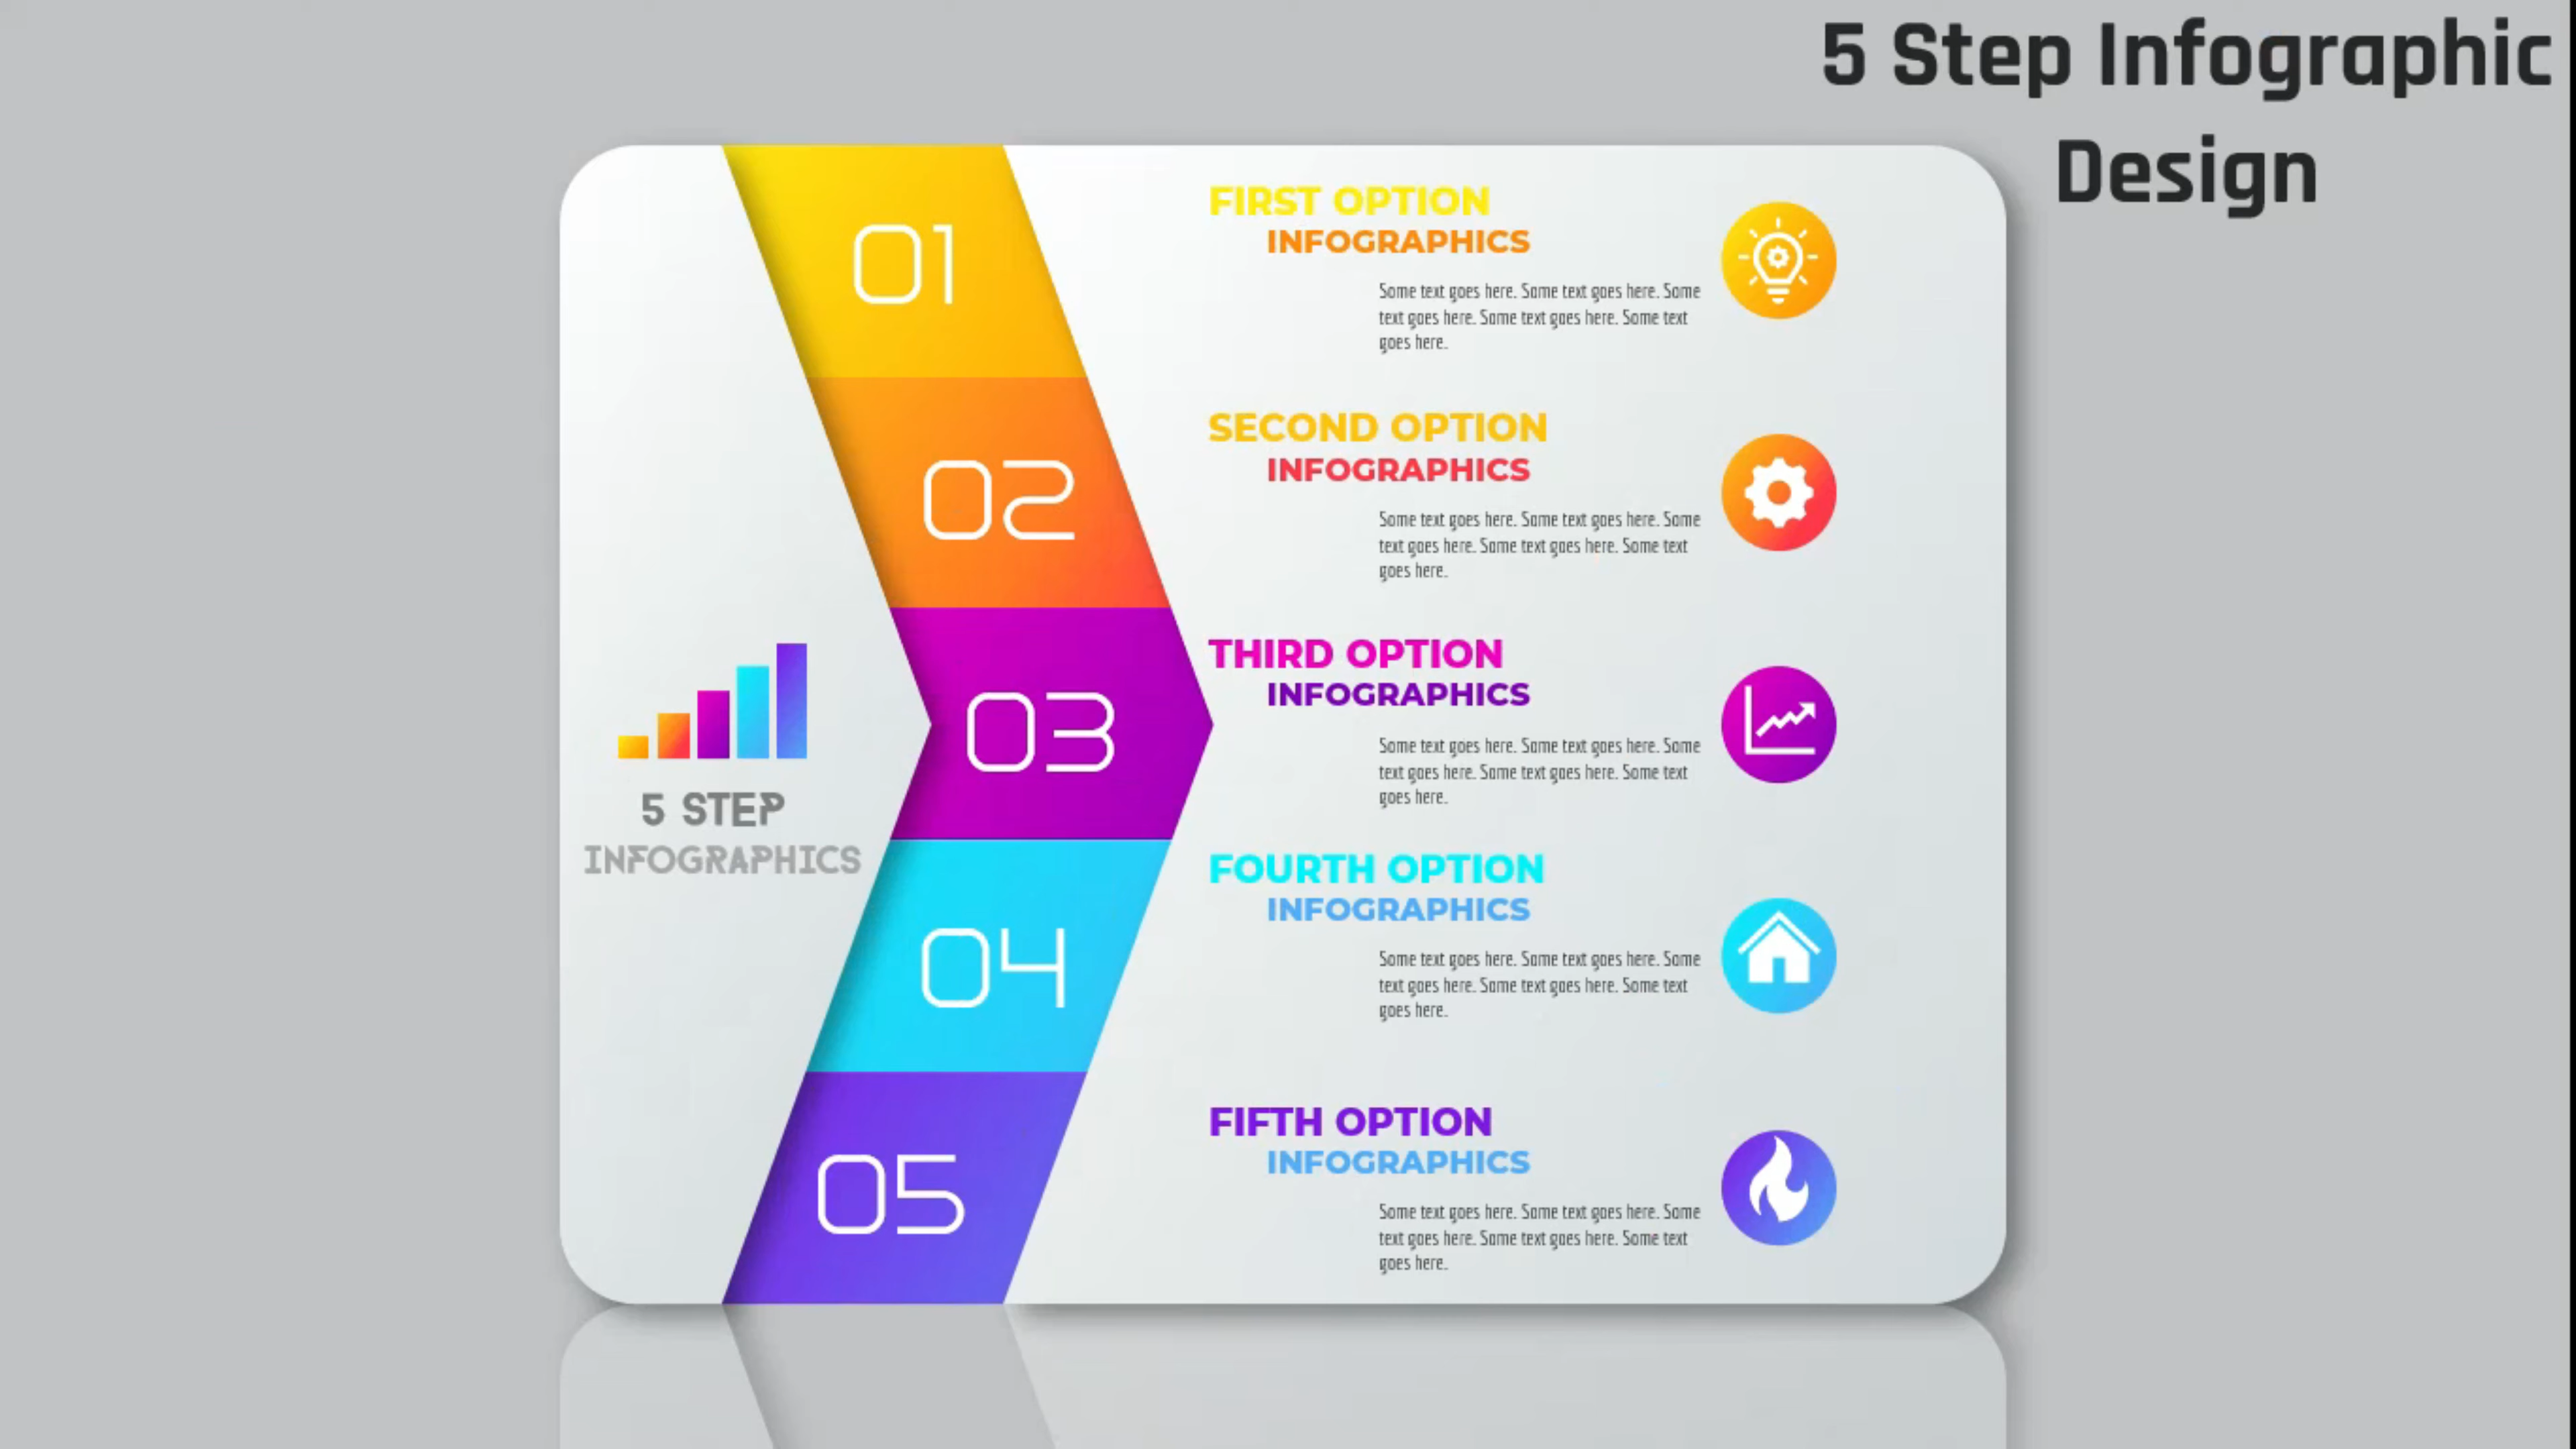 5 Step Infographic
Design
01
FIRST OPTION
INFOGRAPHICS
Some text goes here. Some text goes here. Some
text goes here. Some text goes here. Some text
goes here.
02
SECOND OPTION
INFOGRAPHICS
Some text goes here. Some text goes here. Some
text goes here. Some text goes here. Some text
goes here.
03
THIRD OPTION
INFOGRAPHICS
Some text goes here. Some text goes here. Some
text goes here. Some text goes here. Some text
goes here.
5 STEP
INFOGRAPHICS
04
FOURTH OPTION
INFOGRAPHICS
Some text goes here. Some text goes here. Some
text goes here. Some text goes here. Some text
goes here.
05
FIFTH OPTION
INFOGRAPHICS
Some text goes here. Some text goes here. Some
text goes here. Some text goes here. Some text
goes here.